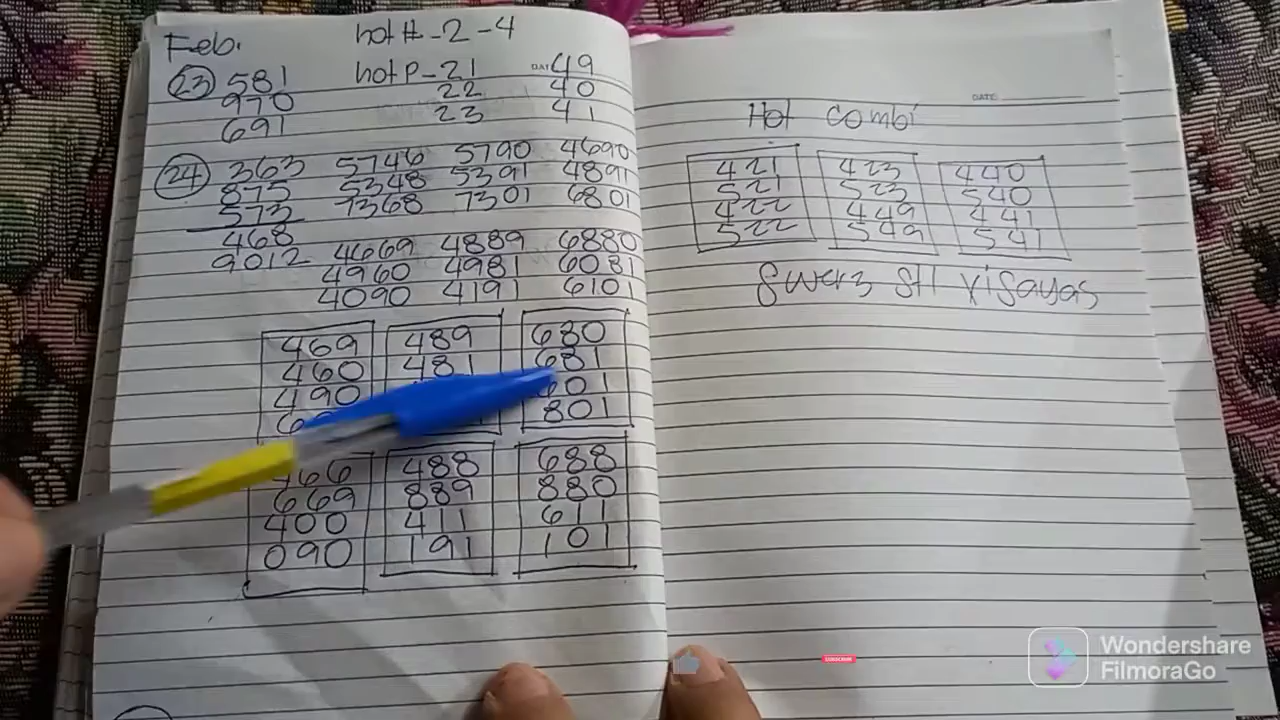 Feb. hot # - 2 - 4
23 581 hot P - 21 49
970 22 40
691 23 41
24 363 5746 5790 4690
875 5348 5391 4891
573 7368 7301 6801
468
9012 4669 4889 6880
4960 4981 6081
4090 4191 6101
469 489 680
460 481 681
490 601
801
466 488 688
669 889 880
400 411 611
090 191 101
DATE
Hot Combi
421 423 440
521 523 540
422 449 441
522 549 541
Swer3 Stl Visayas
Wondershare
FilmoraGo